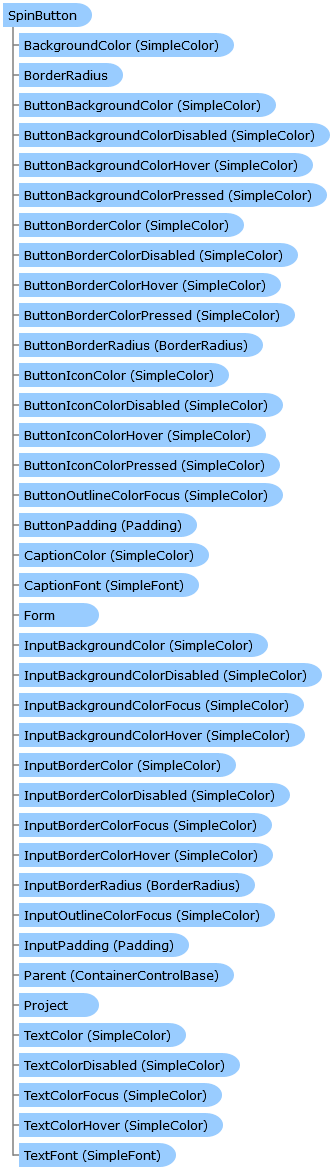 SpinButton
BackgroundColor (SimpleColor)
BorderRadius
ButtonBackgroundColor (SimpleColor)
ButtonBackgroundColorDisabled (SimpleColor)
ButtonBackgroundColorHover (SimpleColor)
ButtonBackgroundColorPressed (SimpleColor)
ButtonBorderColor (SimpleColor)
ButtonBorderColorDisabled (SimpleColor)
ButtonBorderColorHover (SimpleColor)
ButtonBorderColorPressed (SimpleColor)
ButtonBorderRadius (BorderRadius)
ButtonIconColor (SimpleColor)
ButtonIconColorDisabled (SimpleColor)
ButtonIconColorHover (SimpleColor)
ButtonIconColorPressed (SimpleColor)
ButtonOutlineColorFocus (SimpleColor)
ButtonPadding (Padding)
CaptionColor (SimpleColor)
CaptionFont (SimpleFont)
Form
InputBackgroundColor (SimpleColor)
InputBackgroundColorDisabled (SimpleColor)
InputBackgroundColorFocus (SimpleColor)
InputBackgroundColorHover (SimpleColor)
InputBorderColor (SimpleColor)
InputBorderColorDisabled (SimpleColor)
InputBorderColorFocus (SimpleColor)
InputBorderColorHover (SimpleColor)
InputBorderRadius (BorderRadius)
InputOutlineColorFocus (SimpleColor)
InputPadding (Padding)
Parent (ContainerControlBase)
Project
TextColor (SimpleColor)
TextColorDisabled (SimpleColor)
TextColorFocus (SimpleColor)
TextColorHover (SimpleColor)
TextFont (SimpleFont)